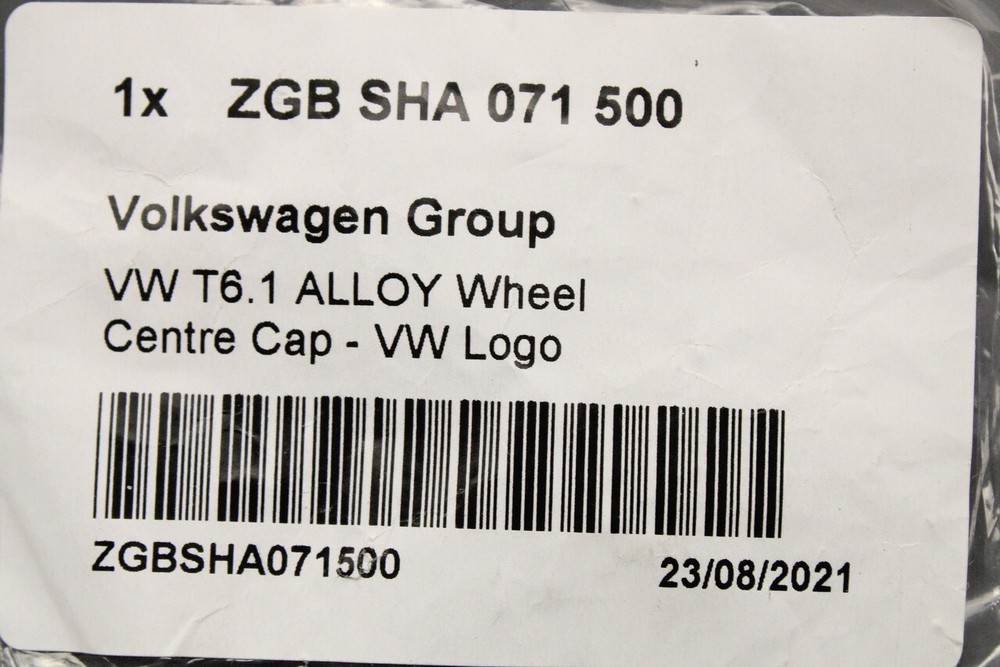 1x ZGB SHA 071 500
Volkswagen Group
VW T6.1 ALLOY Wheel
Centre Cap - VW Logo
ZGBSHA071500 23/08/2021